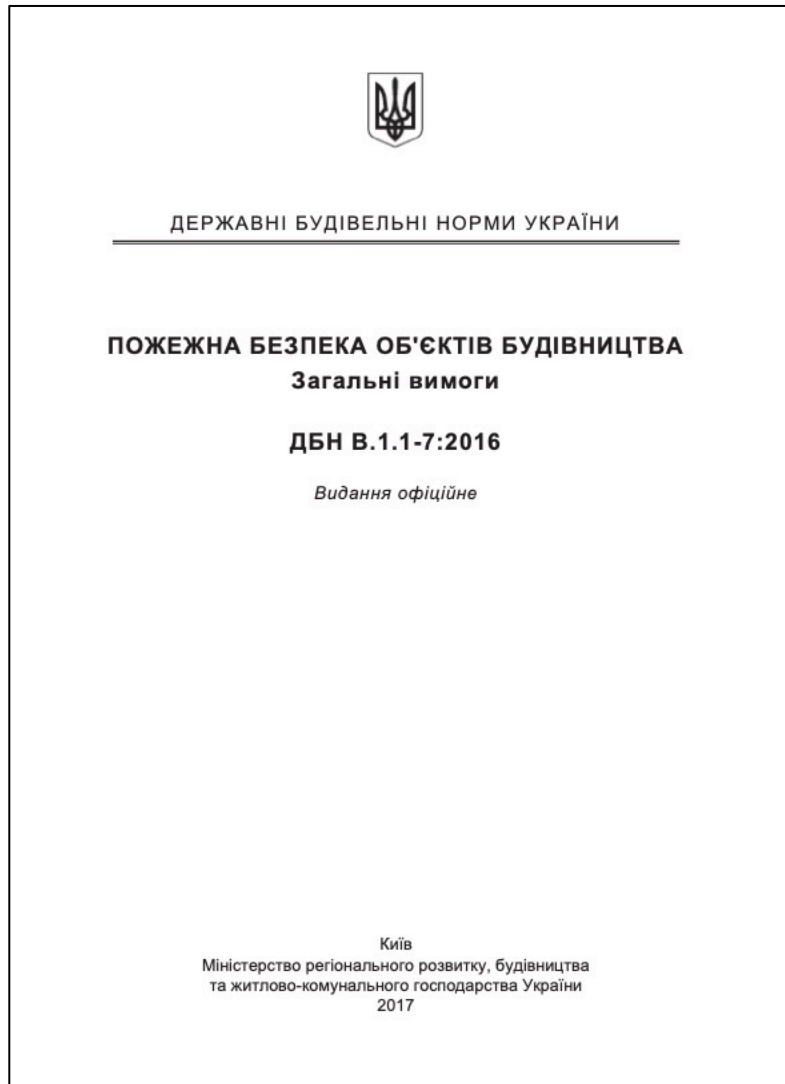 ДЕРЖАВНІ БУДІВЕЛЬНІ НОРМИ УКРАЇНИ
ПОЖЕЖНА БЕЗПЕКА ОБ'ЄКТІВ БУДІВНИЦТВА
Загальні вимоги
ДБН В.1.1-7:2016
Видання офіційне
Київ
Міністерство регіонального розвитку, будівництва
та житлово-комунального господарства України
2017